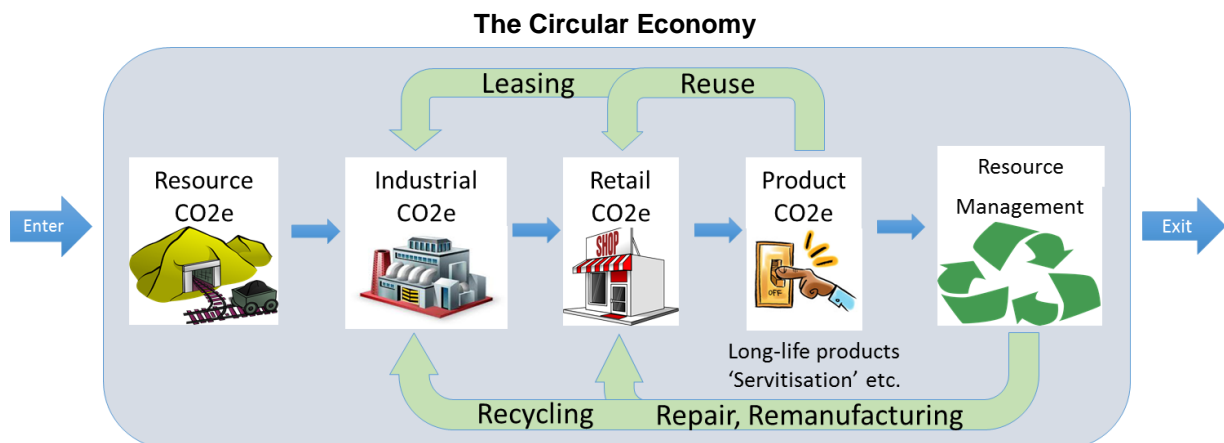 The Circular Economy
Leasing
Reuse
Enter
Resource
CO2e
Industrial
CO2e
Retail
CO2e
SHOP
Product
CO2e
OFF
Resource
Management
Exit
Long-life products
‘Servitisation’ etc.
Recycling
Repair, Remanufacturing